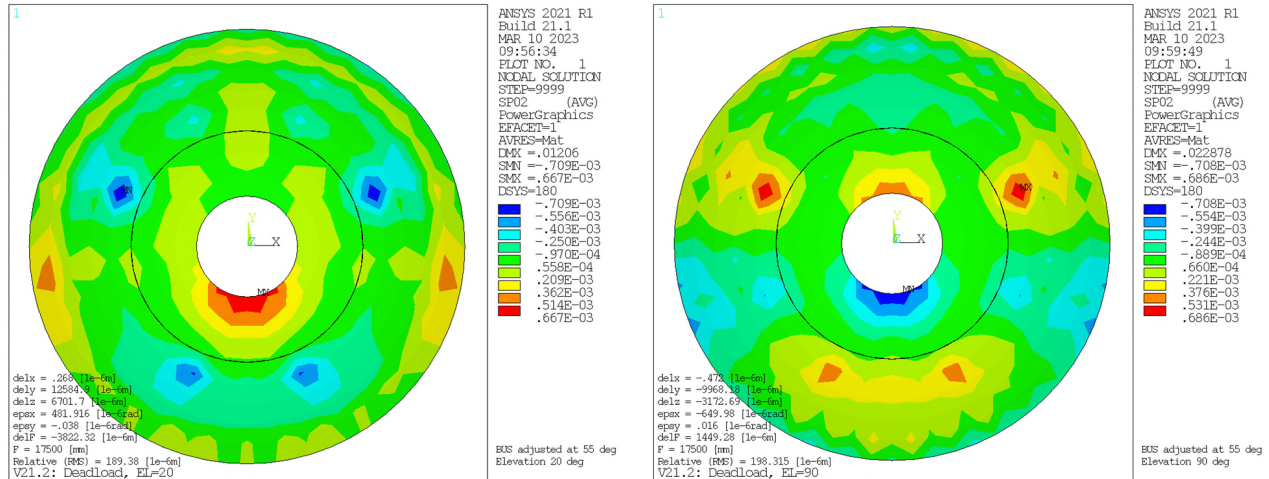 1
ANSYS 2021 R1
Build 21.1
MAR 10 2023
09:56:34
PLOT NO. 1
NODAL SOLUTION
STEP=9999
SP02 (AVG)
PowerGraphics
EFACET=1
AVRES=Mat
DMX =.01206
SMN =-.709E-03
SMX =.667E-03
DSYS=180
-.709E-03
-.556E-03
-.403E-03
-.250E-03
-.970E-04
.558E-04
.209E-03
.362E-03
.514E-03
.667E-03
MN
Y
Z X
MX
delx = .268 [1e-6m]
dely = 12584.9 [1e-6m]
delz = 6701.7 [1e-6m]
epsx = 481.916 [1e-6rad]
epsy = -.038 [1e-6rad]
delF = -3822.32 [1e-6m]
F = 17500 [mm]
Relative (RMS) = 189.38 [1e-6m]
V21.2: Deadload, EL=20
BUS adjusted at 55 deg
Elevation 20 deg
1
ANSYS 2021 R1
Build 21.1
MAR 10 2023
09:59:49
PLOT NO. 1
NODAL SOLUTION
STEP=9999
SP02 (AVG)
PowerGraphics
EFACET=1
AVRES=Mat
DMX =.022878
SMN =-.708E-03
SMX =.686E-03
DSYS=180
-.708E-03
-.554E-03
-.399E-03
-.244E-03
-.889E-04
.660E-04
.221E-03
.376E-03
.531E-03
.686E-03
MX
Y
Z X
MN
delx = -.472 [1e-6m]
dely = -9968.18 [1e-6m]
delz = -3172.69 [1e-6m]
epsx = -649.98 [1e-6rad]
epsy = .016 [1e-6rad]
delF = 1449.28 [1e-6m]
F = 17500 [mm]
Relative (RMS) = 198.315 [1e-6m]
V21.2: Deadload, EL=90
BUS adjusted at 55 deg
Elevation 90 deg